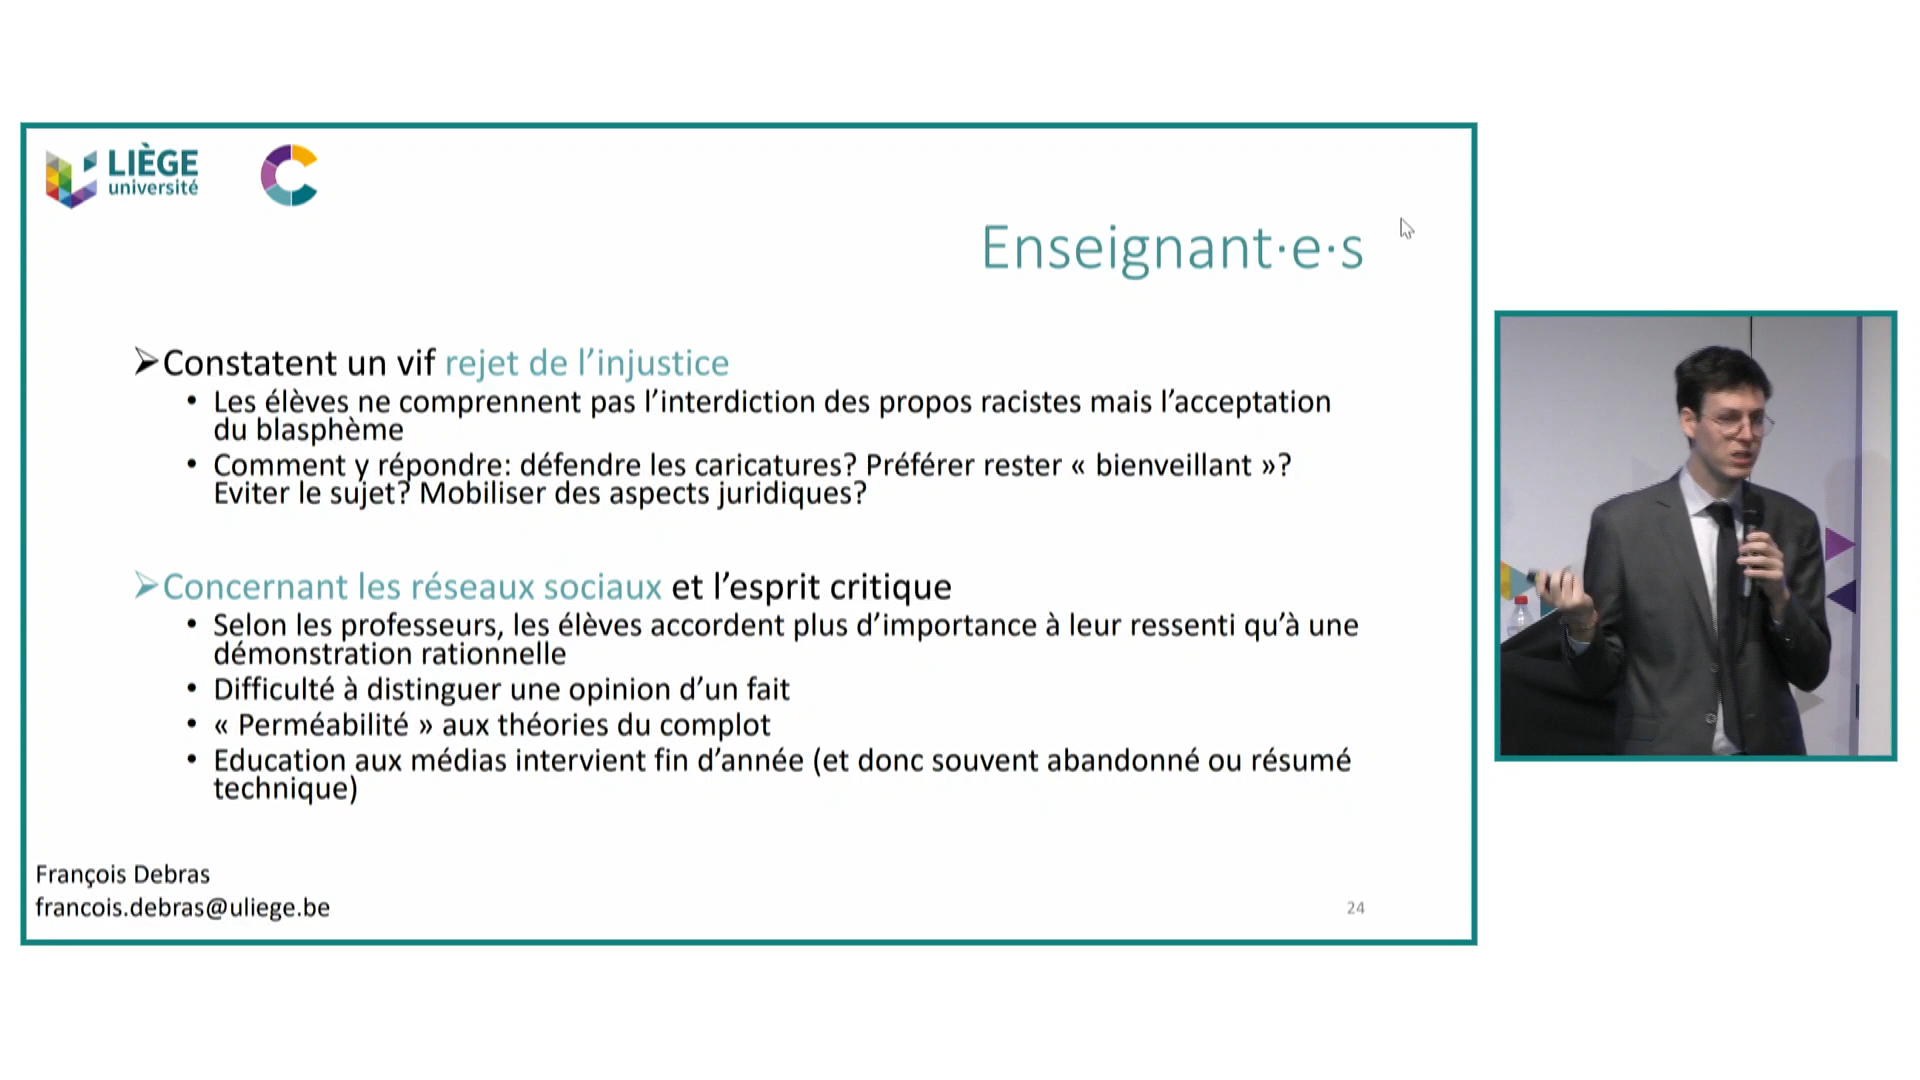 LIÈGE
université
Enseignant·e·s
➢Constatent un vif rejet de l’injustice
• Les élèves ne comprennent pas l’interdiction des propos racistes mais l’acceptation
du blasphème
• Comment y répondre: défendre les caricatures? Préférer rester « bienveillant »?
Eviter le sujet? Mobiliser des aspects juridiques?
➢Concernant les réseaux sociaux et l’esprit critique
• Selon les professeurs, les élèves accordent plus d’importance à leur ressenti qu’à une
démonstration rationnelle
• Difficulté à distinguer une opinion d’un fait
• « Perméabilité » aux théories du complot
• Education aux médias intervient fin d’année (et donc souvent abandonné ou résumé
technique)
François Debras
francois.debras@uliege.be
24